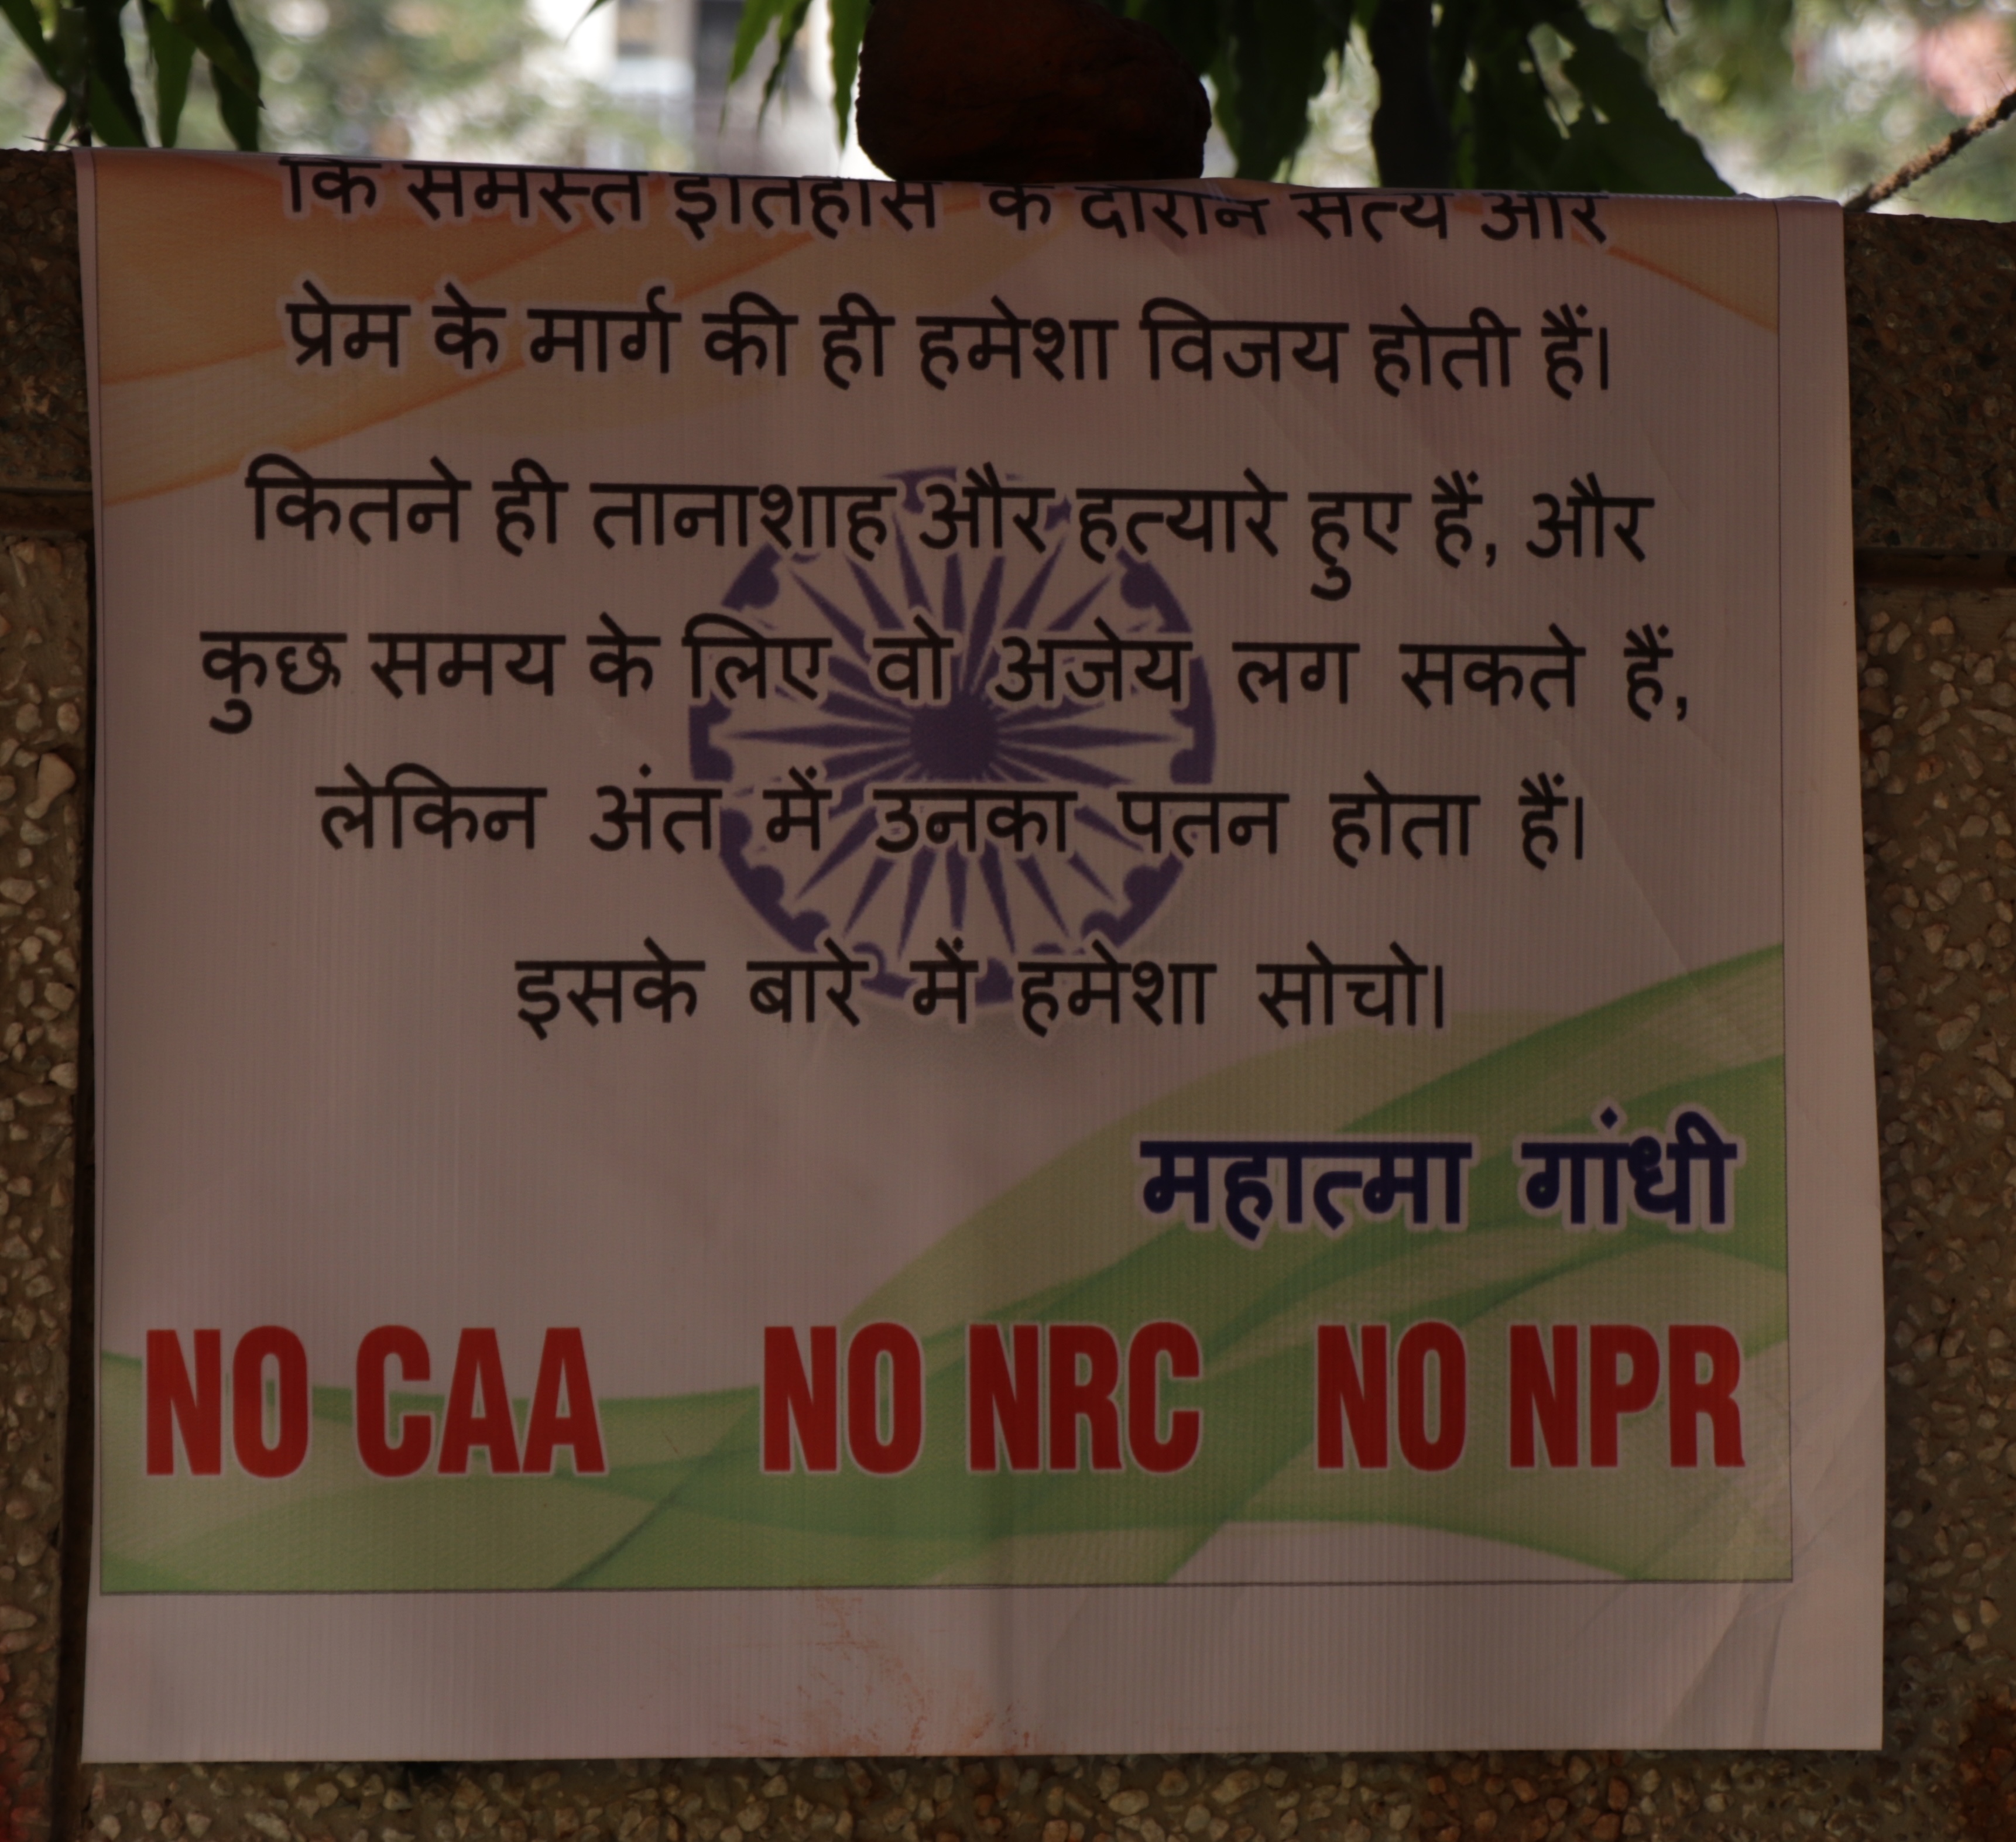 कि समस्त इतिहास के दौरान सत्य और
प्रेम के मार्ग की ही हमेशा विजय होती हैं।
कितने ही तानाशाह और हत्यारे हुए हैं, और
कुछ समय के लिए वो अजेय लग सकते हैं,
लेकिन अंत में उनका पतन होता हैं।
इसके बारे में हमेशा सोचो।
महात्मा गांधी
NO CAA NO NRC NO NPR